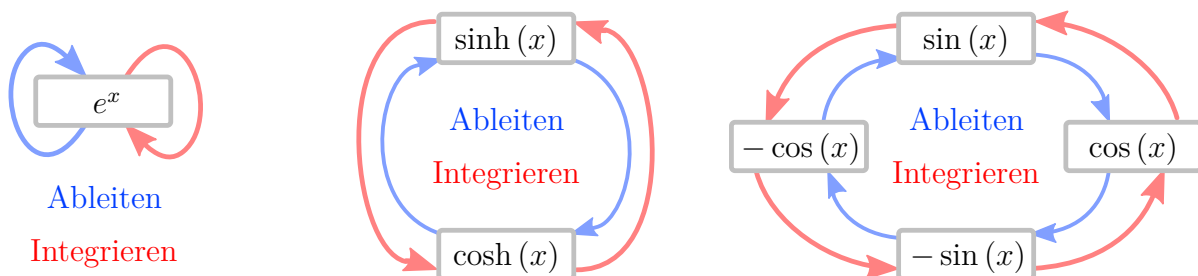 e^x
Ableiten
Integrieren
sinh (x)
Ableiten
Integrieren
cosh (x)
sin (x)
− cos (x)
Ableiten
Integrieren
cos (x)
− sin (x)